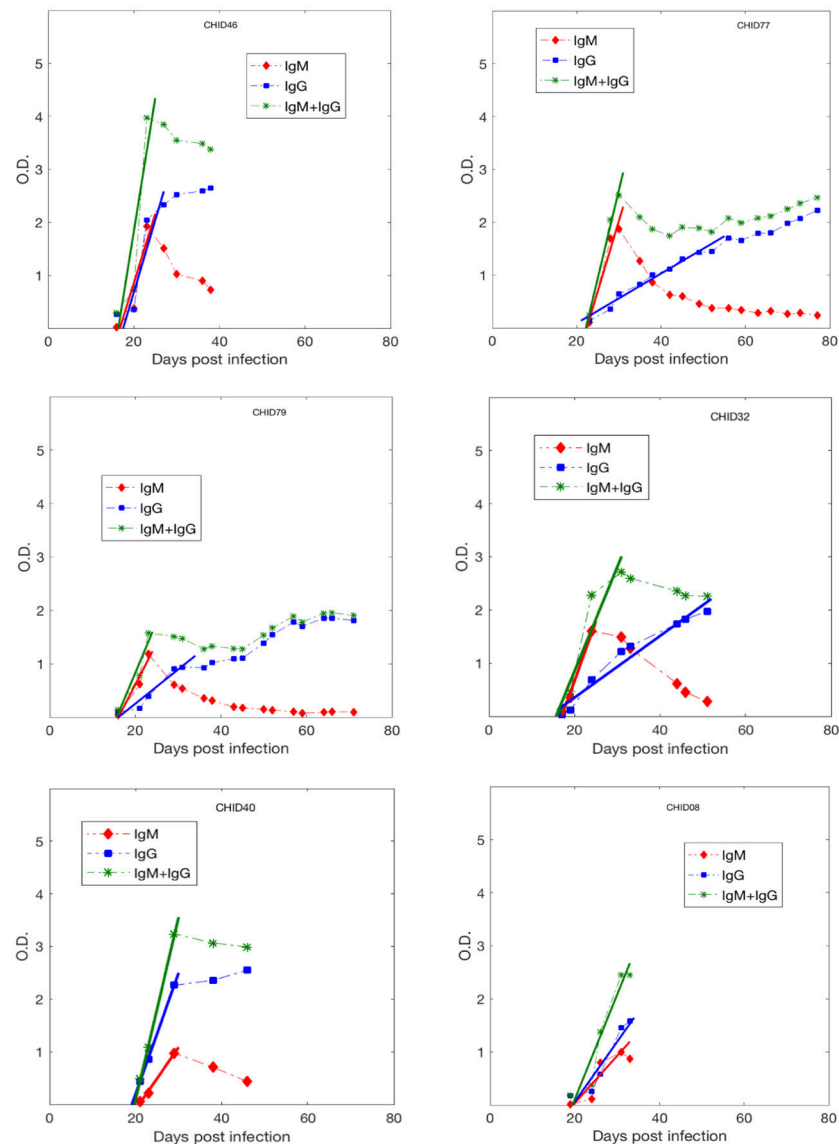 CHID46
IgM
IgG
IgM+IgG
5
4
3
2
1
O.D.
0 20 40 60 80
Days post infection
CHID77
IgM
IgG
IgM+IgG
5
4
3
2
1
O.D.
0 20 40 60 80
Days post infection
CHID79
IgM
IgG
IgM+IgG
5
4
3
2
1
O.D.
0 20 40 60 80
Days post infection
CHID32
IgM
IgG
IgM+IgG
5
4
3
2
1
O.D.
0 20 40 60 80
Days post infection
CHID40
IgM
IgG
IgM+IgG
5
4
3
2
1
O.D.
0 20 40 60 80
Days post infection
CHID08
IgM
IgG
IgM+IgG
5
4
3
2
1
O.D.
0 20 40 60 80
Days post infection